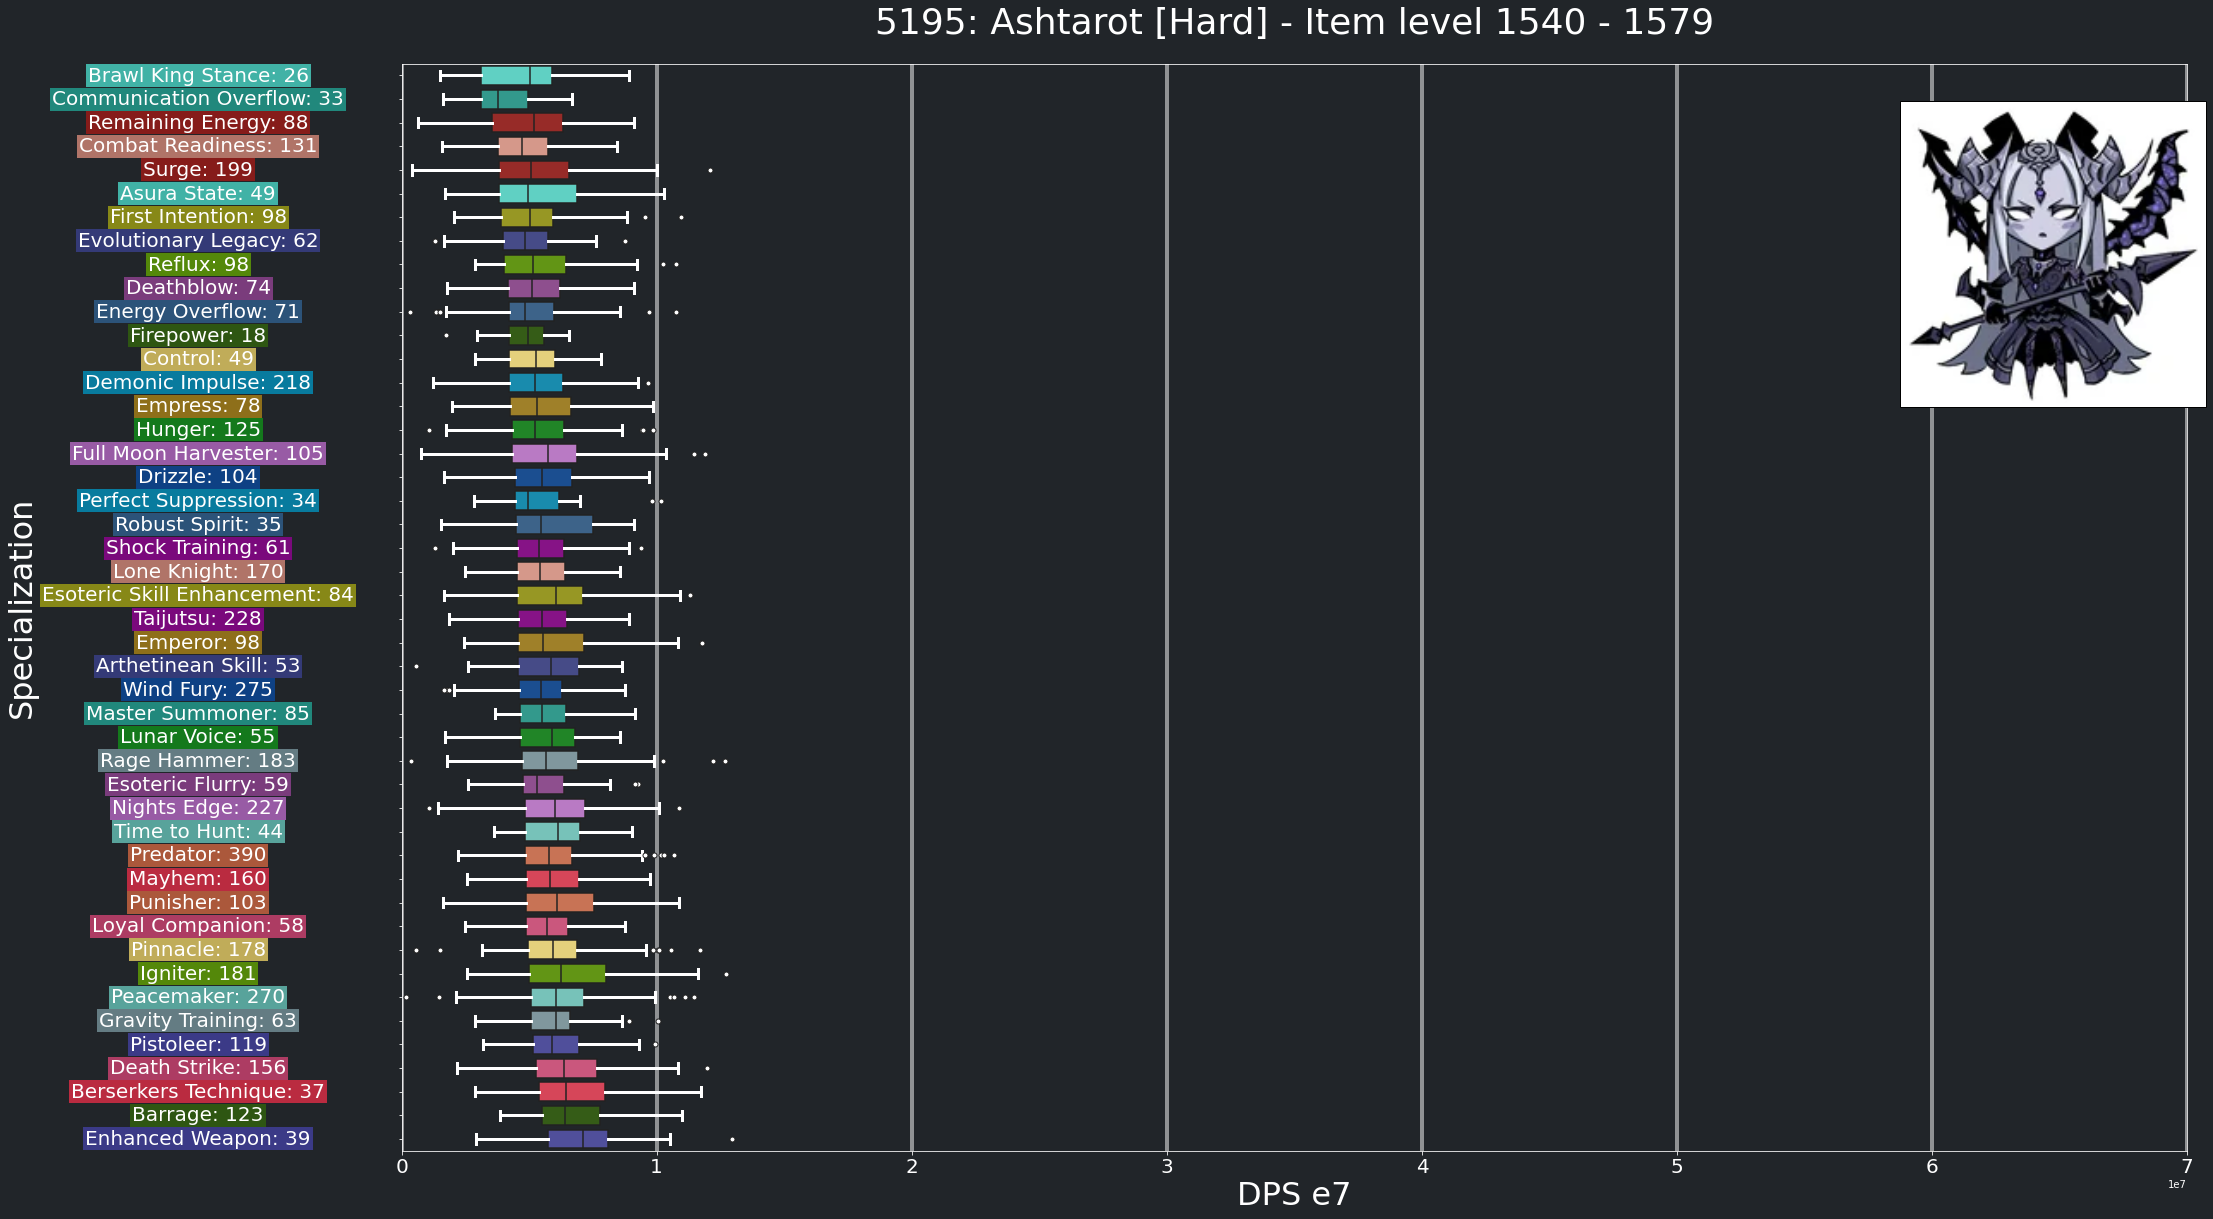 5195: Ashtarot [Hard] - Item level 1540 - 1579
Brawl King Stance: 26
Communication Overflow: 33
Remaining Energy: 88
Combat Readiness: 131
Surge: 199
Asura State: 49
First Intention: 98
Evolutionary Legacy: 62
Reflux: 98
Deathblow: 74
Energy Overflow: 71
Firepower: 18
Control: 49
Demonic Impulse: 218
Empress: 78
Hunger: 125
Full Moon Harvester: 105
Drizzle: 104
Perfect Suppression: 34
Robust Spirit: 35
Shock Training: 61
Lone Knight: 170
Esoteric Skill Enhancement: 84
Taijutsu: 228
Emperor: 98
Arthetinean Skill: 53
Wind Fury: 275
Master Summoner: 85
Lunar Voice: 55
Rage Hammer: 183
Esoteric Flurry: 59
Nights Edge: 227
Time to Hunt: 44
Predator: 390
Mayhem: 160
Punisher: 103
Loyal Companion: 58
Pinnacle: 178
Igniter: 181
Peacemaker: 270
Gravity Training: 63
Pistoleer: 119
Death Strike: 156
Berserkers Technique: 37
Barrage: 123
Enhanced Weapon: 39
Specialization
0 1 2 3 4 5 6 7
1e7
DPS e7